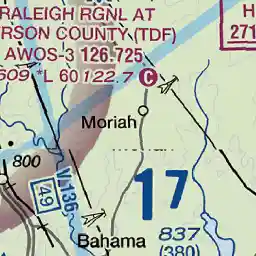 RALEIGH RGNL AT
RSON COUNTY (TDF)
AWOS-3 126.725
609 *L 60 122.7 C
H
271
Moriah
800
V 136
49
17
Bahama
837
(380)